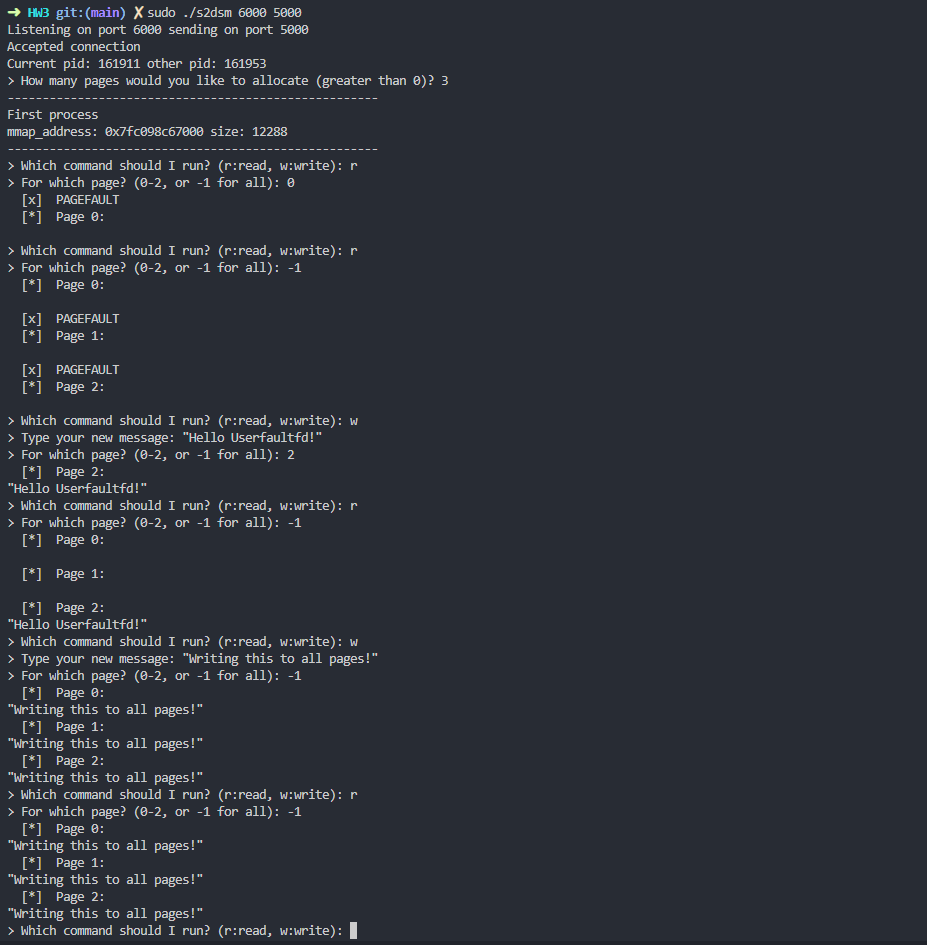 ➜ HW3 git:(main) ✗ sudo ./s2dsm 6000 5000
Listening on port 6000 sending on port 5000
Accepted connection
Current pid: 161911 other pid: 161953
> How many pages would you like to allocate (greater than 0)? 3
-----------------------------------------------------
First process
mmap_address: 0x7fc098c67000 size: 12288
-----------------------------------------------------
> Which command should I run? (r:read, w:write): r
> For which page? (0-2, or -1 for all): 0
  [x]  PAGEFAULT
  [*]  Page 0:

> Which command should I run? (r:read, w:write): r
> For which page? (0-2, or -1 for all): -1
  [*]  Page 0:

  [x]  PAGEFAULT
  [*]  Page 1:

  [x]  PAGEFAULT
  [*]  Page 2:

> Which command should I run? (r:read, w:write): w
> Type your new message: "Hello Userfaultfd!"
> For which page? (0-2, or -1 for all): 2
  [*]  Page 2:
"Hello Userfaultfd!"
> Which command should I run? (r:read, w:write): r
> For which page? (0-2, or -1 for all): -1
  [*]  Page 0:

  [*]  Page 1:

  [*]  Page 2:
"Hello Userfaultfd!"
> Which command should I run? (r:read, w:write): w
> Type your new message: "Writing this to all pages!"
> For which page? (0-2, or -1 for all): -1
  [*]  Page 0:
"Writing this to all pages!"
  [*]  Page 1:
"Writing this to all pages!"
  [*]  Page 2:
"Writing this to all pages!"
> Which command should I run? (r:read, w:write): r
> For which page? (0-2, or -1 for all): -1
  [*]  Page 0:
"Writing this to all pages!"
  [*]  Page 1:
"Writing this to all pages!"
  [*]  Page 2:
"Writing this to all pages!"
> Which command should I run? (r:read, w:write):